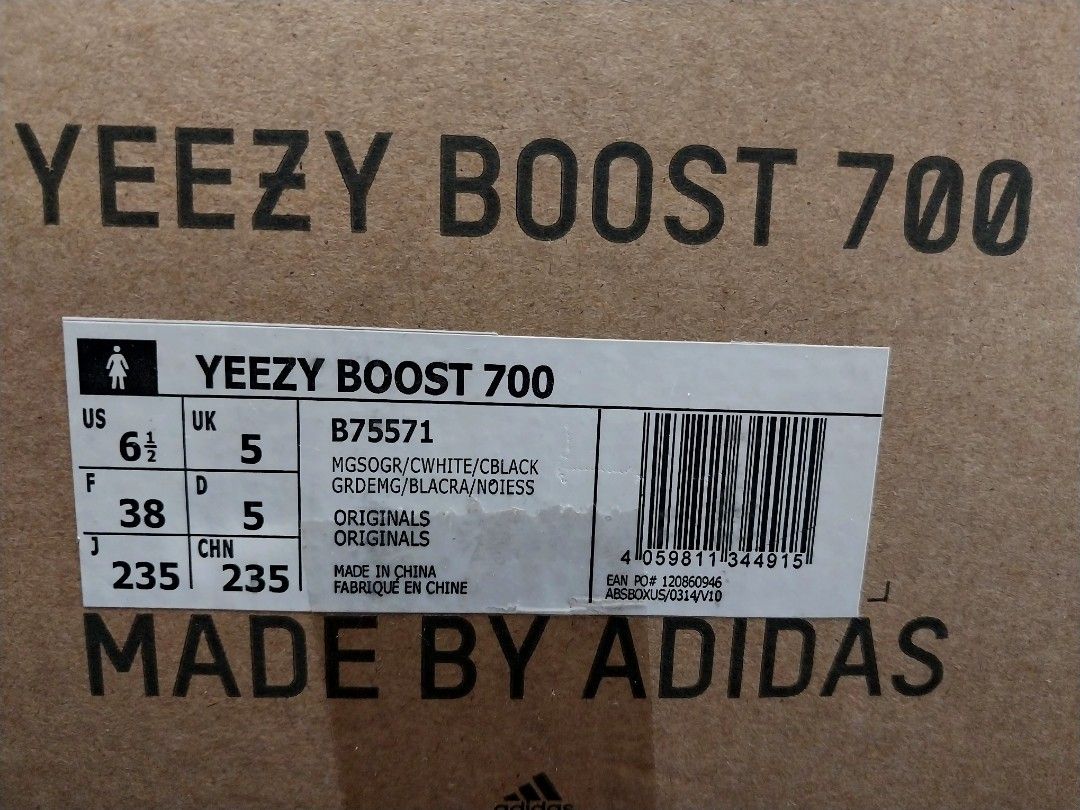 YEEZY BOOST 700
YEEZY BOOST 700
US 6½ UK 5
F 38 D 5
J 235 CHN 235
B75571
MGSOGR/CWHITE/CBLACK
GRDEMG/BLACRA/NOIESS
ORIGINALS
ORIGINALS
MADE IN CHINA
FABRIQUÉ EN CHINE
4 059811 344915
EAN PO# 120860946
ABSBOXUS/0314/V10
MADE BY ADIDAS
adidas